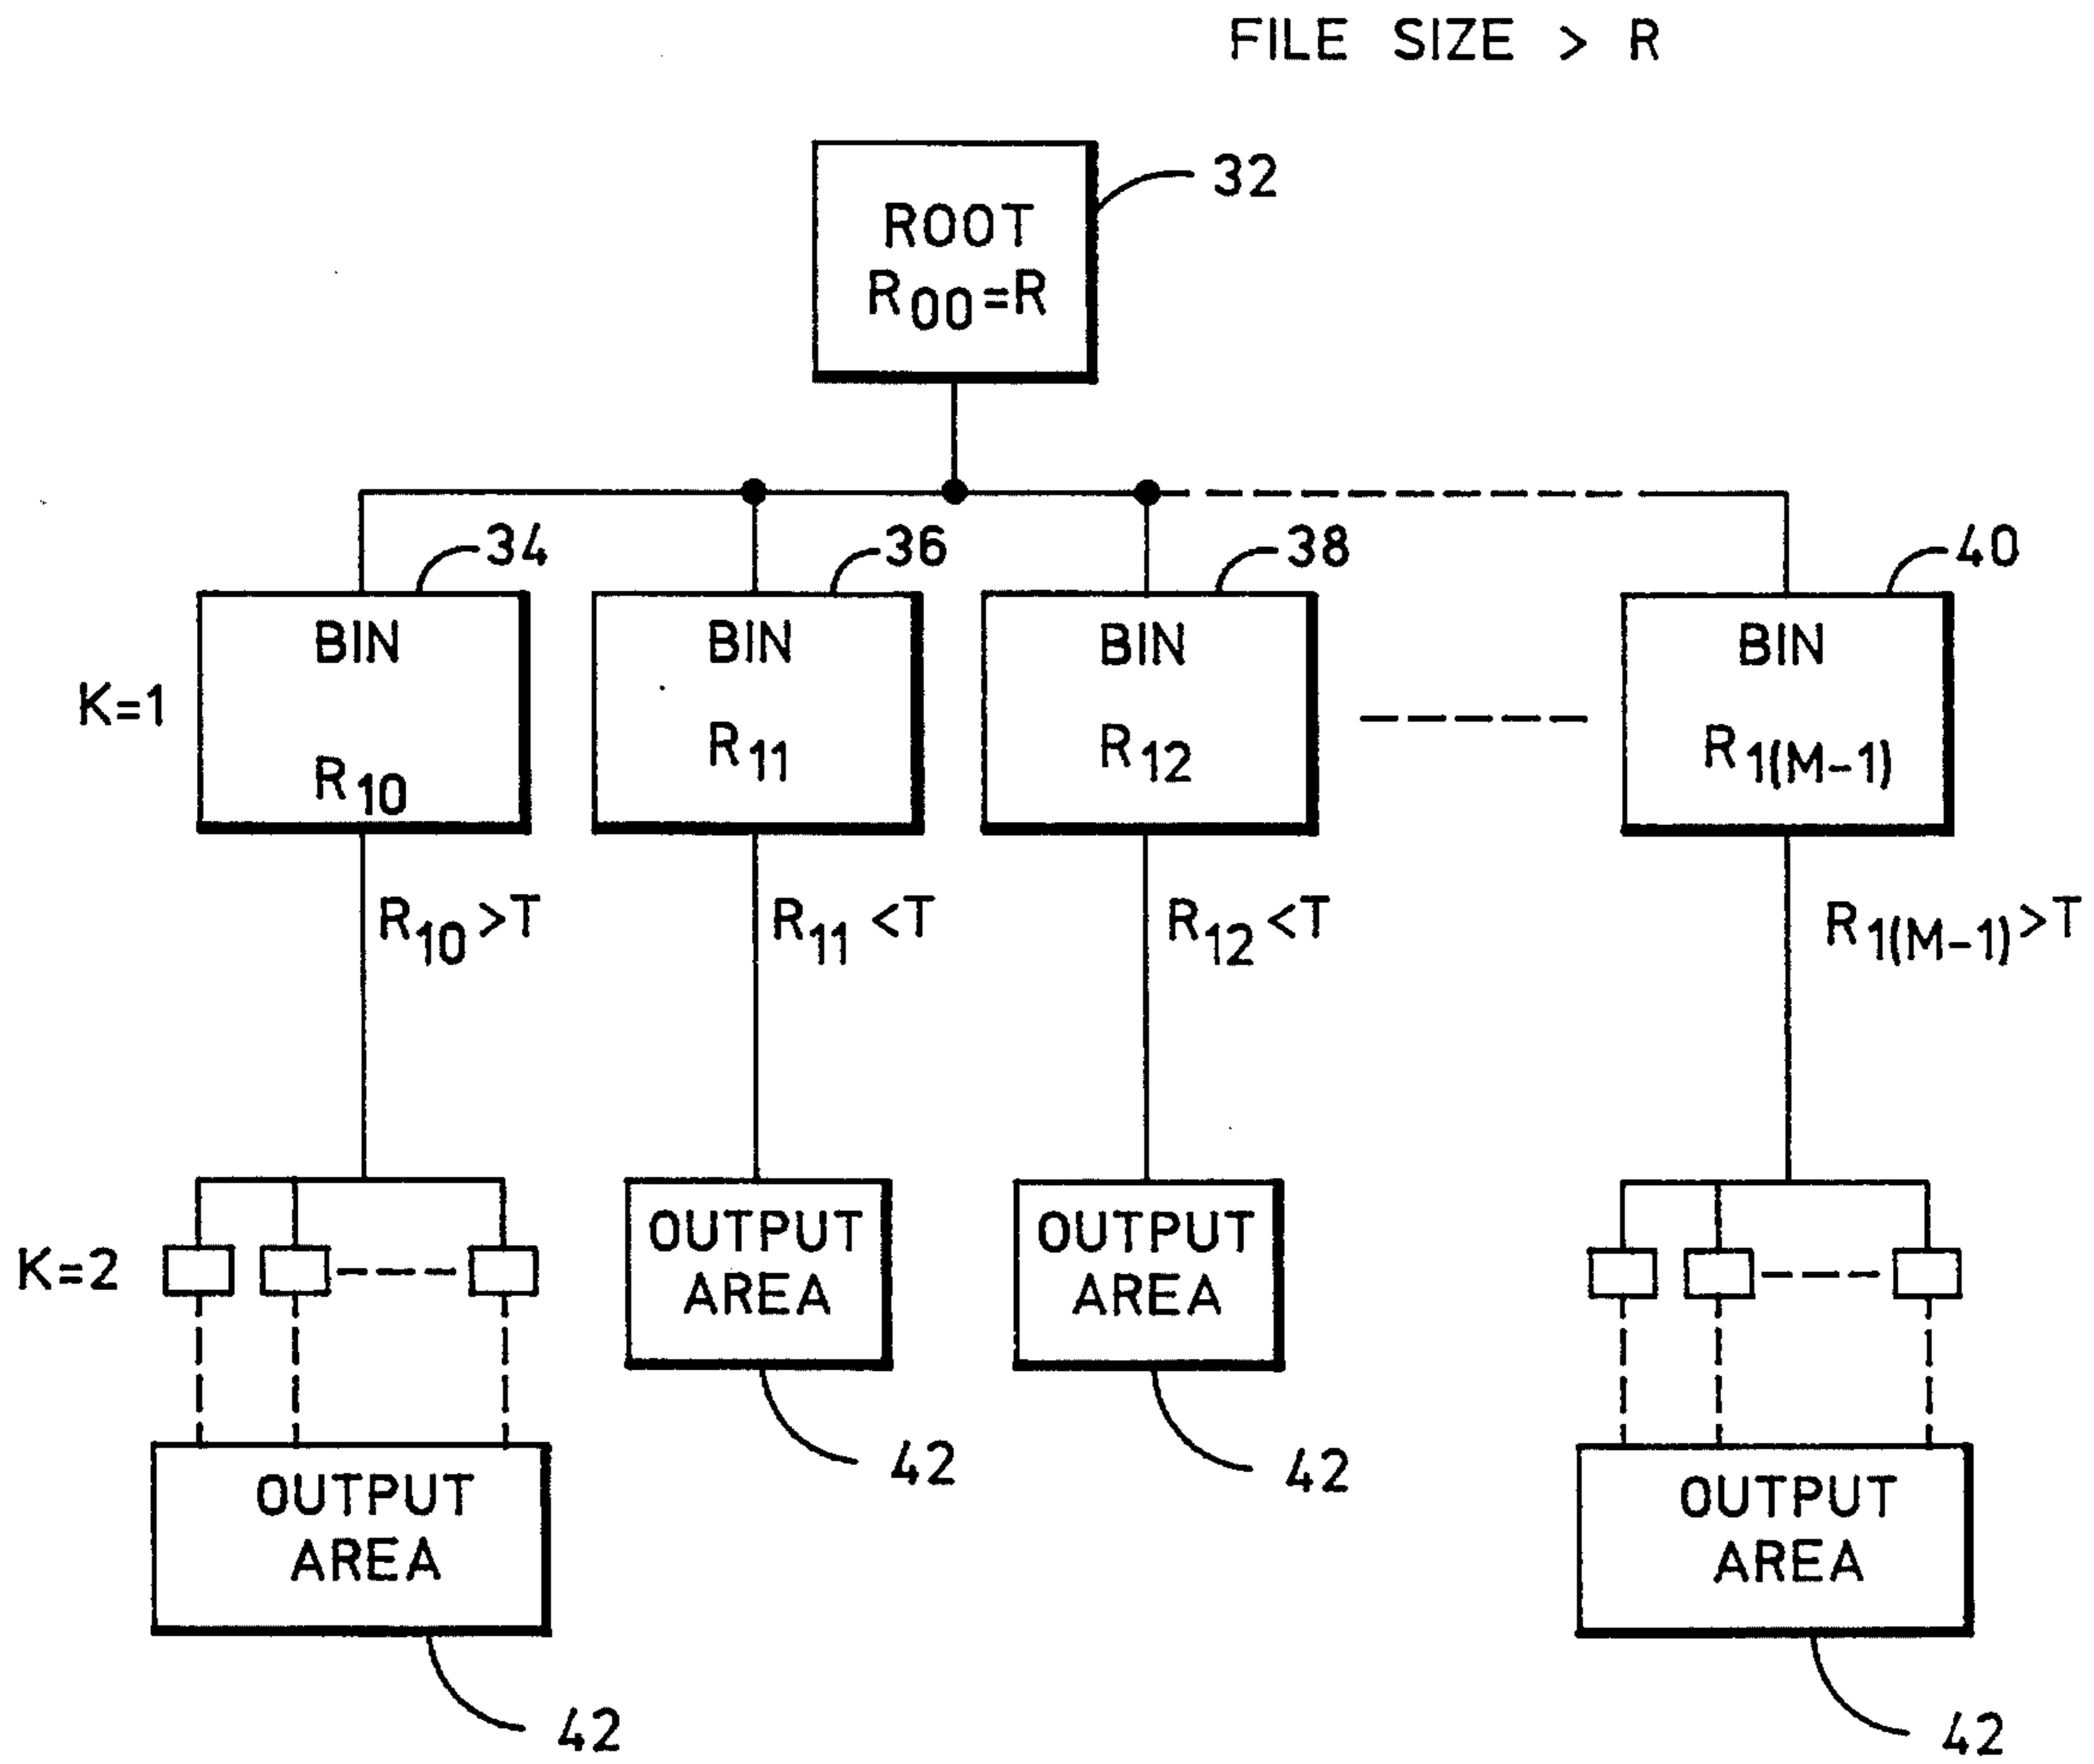 FILE SIZE > R
32
ROOT
R00=R
34
36
38
40
K=1
BIN
R10
BIN
R11
BIN
R12
BIN
R1(M-1)
R10>T
R11<T
R12<T
R1(M-1)>T
K=2
OUTPUT
AREA
OUTPUT
AREA
42
42
OUTPUT
AREA
OUTPUT
AREA
42
42